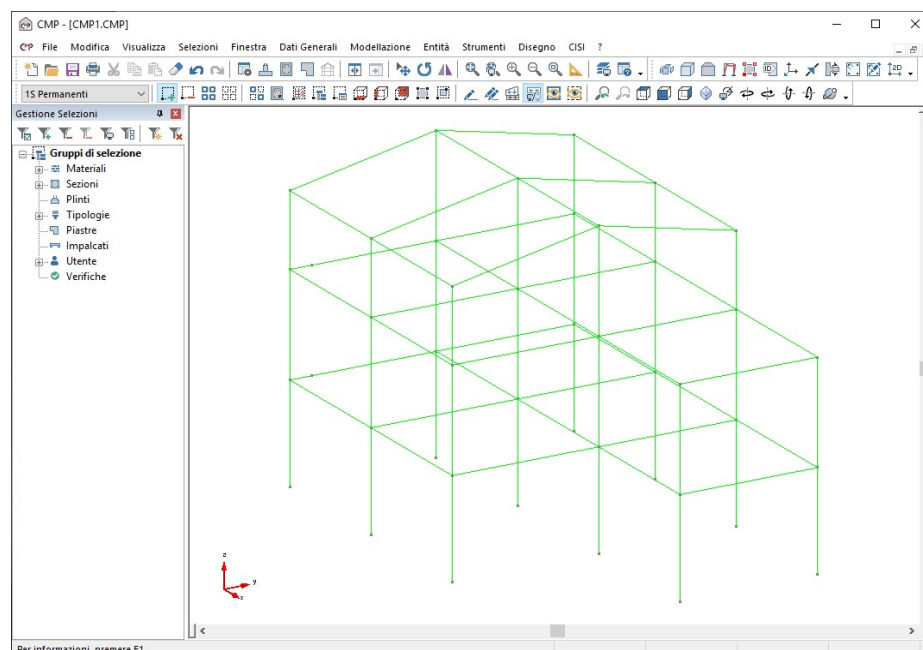 CMP - [CMP1.CMP]
File Modifica Visualizza Selezioni Finestra Dati Generali Modellazione Entità Strumenti Disegno CISI ?
2D
1S Permanenti
Gestione Selezioni
Gruppi di selezione
Materiali
Sezioni
Plinti
Tipologie
Piastre
Impalcati
Utente
Verifiche
z
y
x
Per informazioni, premere F1